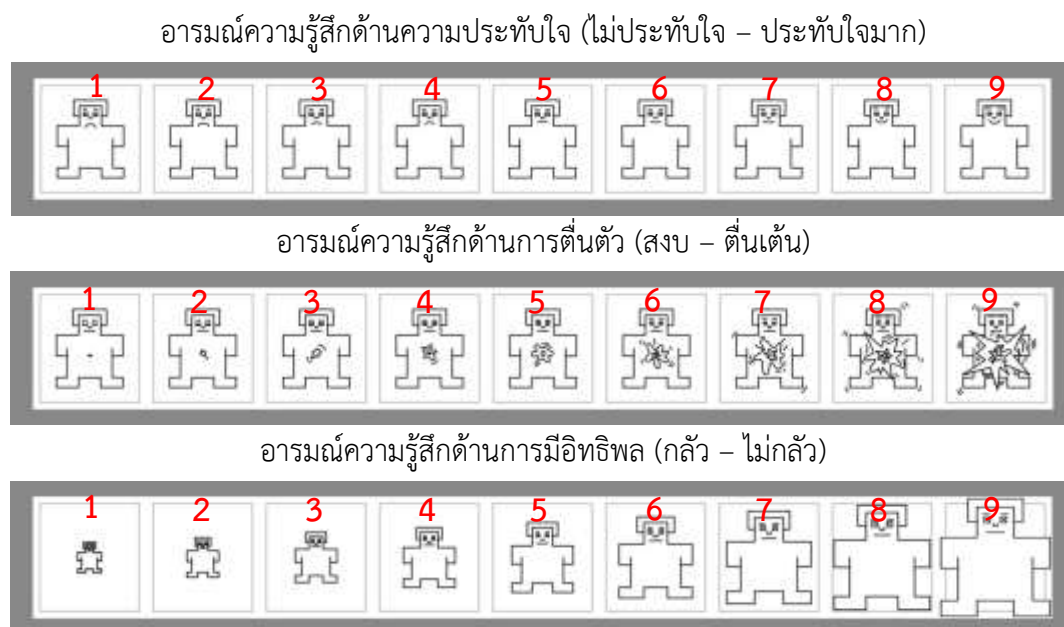 อารมณ์ความรู้สึกด้านความประทับใจ (ไม่ประทับใจ – ประทับใจมาก)
1 2 3 4 5 6 7 8 9
อารมณ์ความรู้สึกด้านการตื่นตัว (สงบ – ตื่นเต้น)
1 2 3 4 5 6 7 8 9
อารมณ์ความรู้สึกด้านการมีอิทธิพล (กลัว – ไม่กลัว)
1 2 3 4 5 6 7 8 9